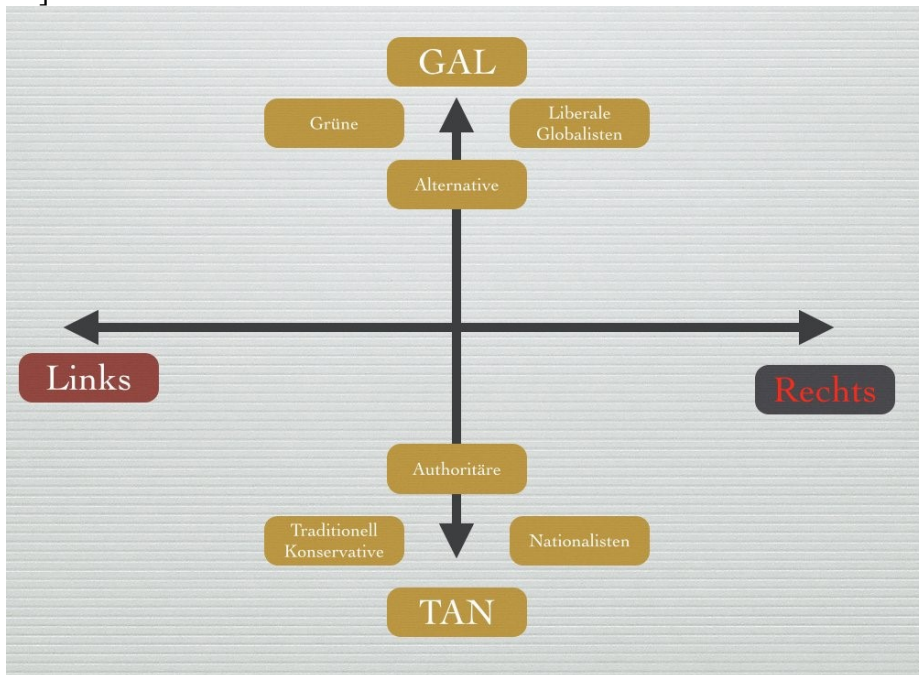 GAL
Grüne
Liberale
Globalisten
Alternative
Links
Rechts
Authoritäre
Traditionell
Konservative
Nationalisten
TAN